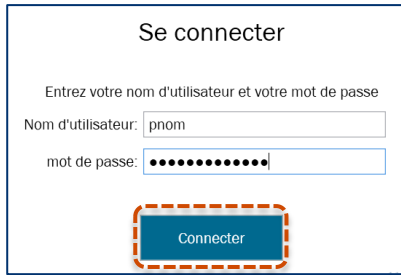 Se connecter
Entrez votre nom d'utilisateur et votre mot de passe
Nom d'utilisateur: pnom
mot de passe: ●●●●●●●●●●●●●
Connecter